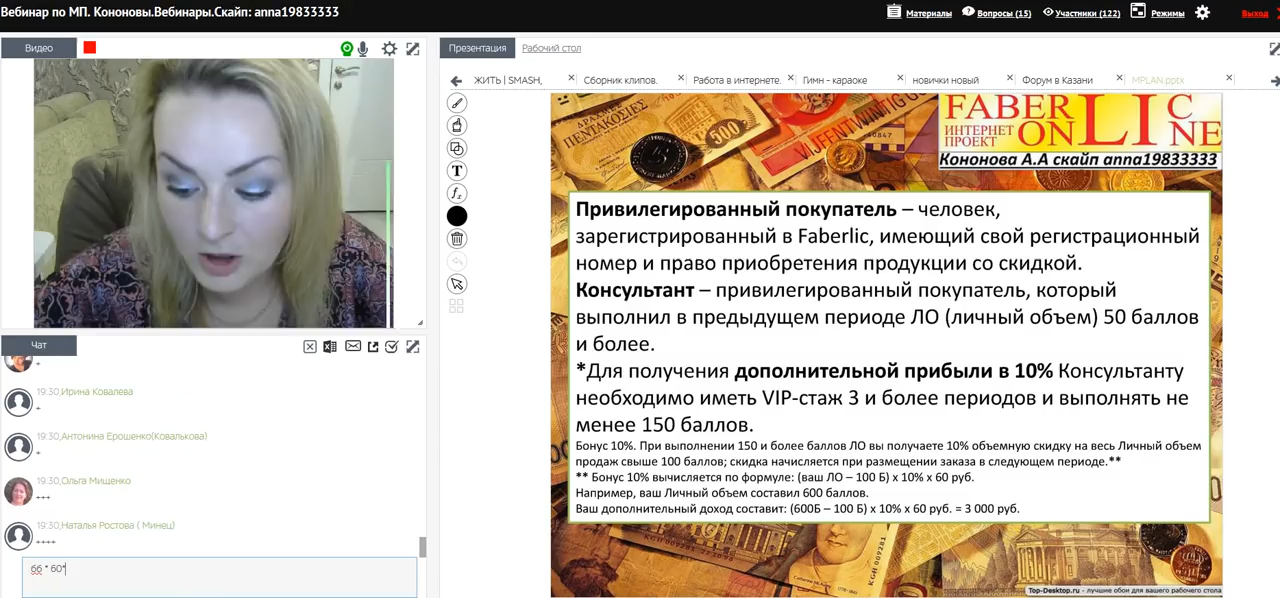 Вебинар по МП. Кононовы.Вебинары.Скайп: anna19833333
Материалы
Вопросы (15)
Участники (122)
Режимы
Выход
Видео
Презентация
Рабочий стол
ЖИТЬ | SMASH,
Сборник клипов.
Работа в интернете.
Гимн - караоке
новички новый
Форум в Казани
MPLAN.pptx
FABERLIC
ИНТЕРНЕТ
ПРОЕКТ
ONLINE
Кононова А.А скайп anna19833333
Привилегированный покупатель – человек,
зарегистрированный в Faberlic, имеющий свой регистрационный
номер и право приобретения продукции со скидкой.
Консультант – привилегированный покупатель, который
выполнил в предыдущем периоде ЛО (личный объем) 50 баллов
и более.
*Для получения дополнительной прибыли в 10% Консультанту
необходимо иметь VIP-стаж 3 и более периодов и выполнять не
менее 150 баллов.
Бонус 10%. При выполнении 150 и более баллов ЛО вы получаете 10% объемную скидку на весь Личный объем
продаж свыше 100 баллов; скидка начисляется при размещении заказа в следующем периоде.**
** Бонус 10% вычисляется по формуле: (ваш ЛО – 100 Б) х 10% х 60 руб.
Например, ваш Личный объем составил 600 баллов.
Ваш дополнительный доход составит: (600Б – 100 Б) х 10% х 60 руб. = 3 000 руб.
Top-Desktop.ru - лучшие обои для вашего рабочего стола
Чат
+
19:30,Ирина Ковалева
+
19:30,Антонина Ерошенко(Ковалькова)
+
19:30,Ольга Мищенко
+++
19:30,Наталья Ростова ( Минец)
++++
66 * 60*